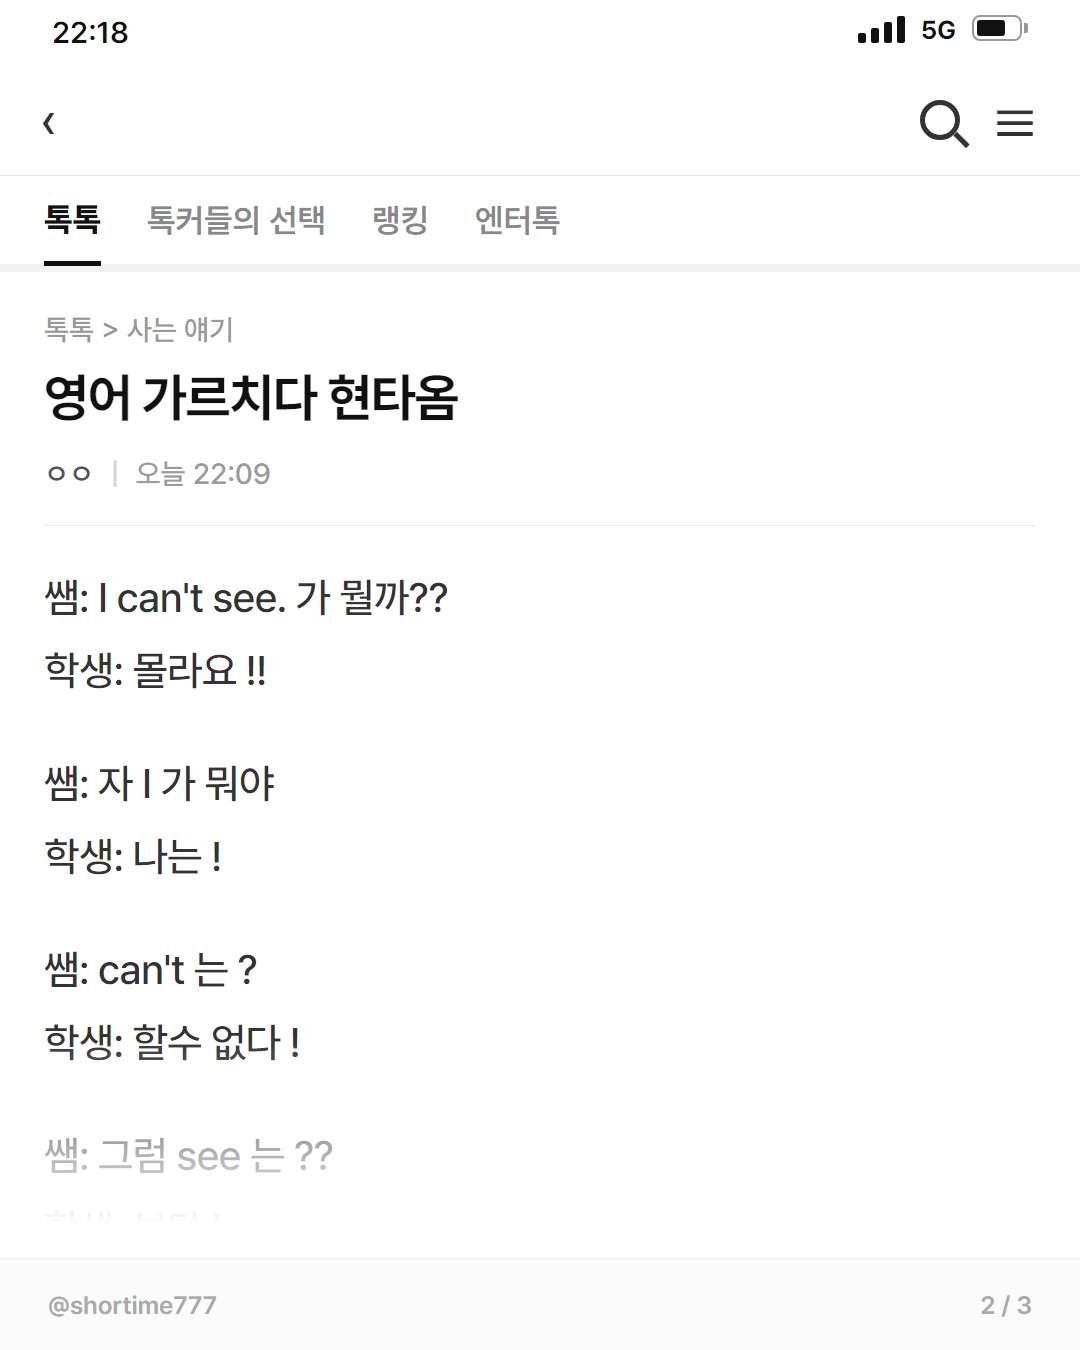 22:18
5G
톡톡 톡커들의 선택 랭킹 엔터톡
톡톡 > 사는 얘기
영어 가르치다 현타옴
ㅇㅇ | 오늘 22:09
쌤: I can't see. 가 뭘까??
학생: 몰라요 !!
쌤: 자 I 가 뭐야
학생: 나는 !
쌤: can't 는 ?
학생: 할수 없다 !
쌤: 그럼 see 는 ??
@shortime777
2 / 3